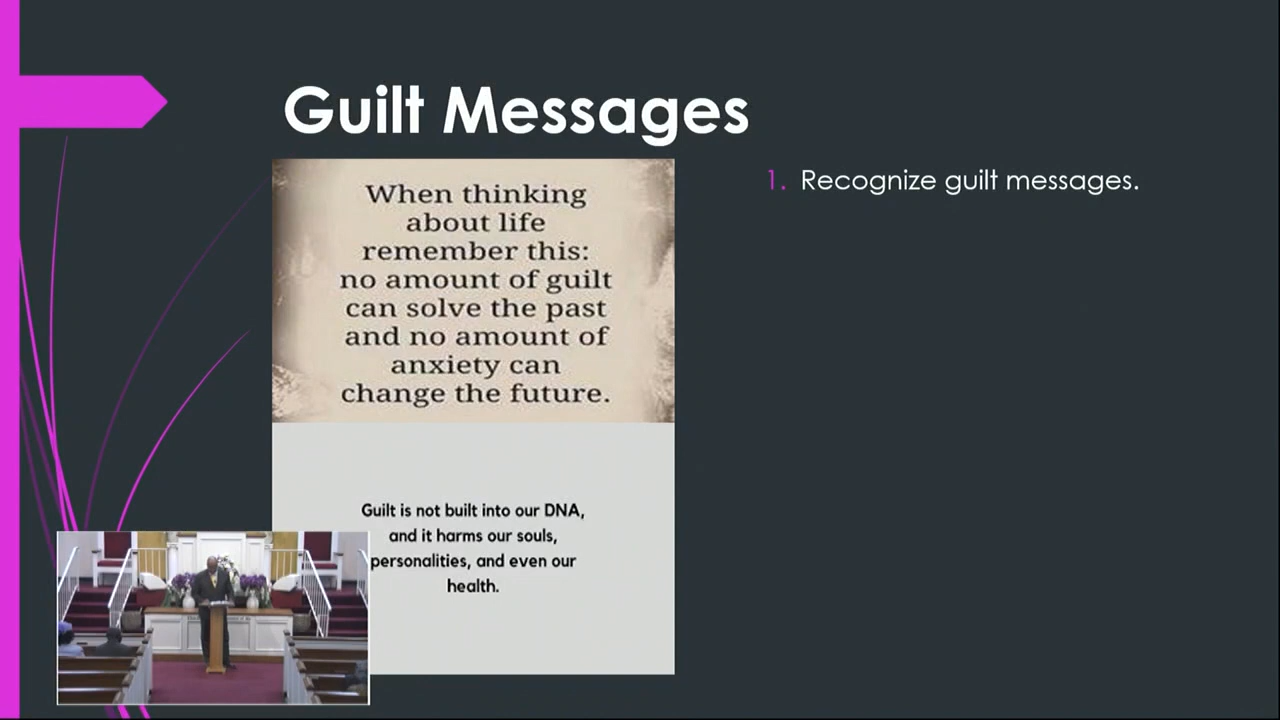 Guilt Messages
When thinking
about life
remember this:
no amount of guilt
can solve the past
and no amount of
anxiety can
change the future.
Guilt is not built into our DNA,
and it harms our souls,
personalities, and even our
health.
1. Recognize guilt messages.